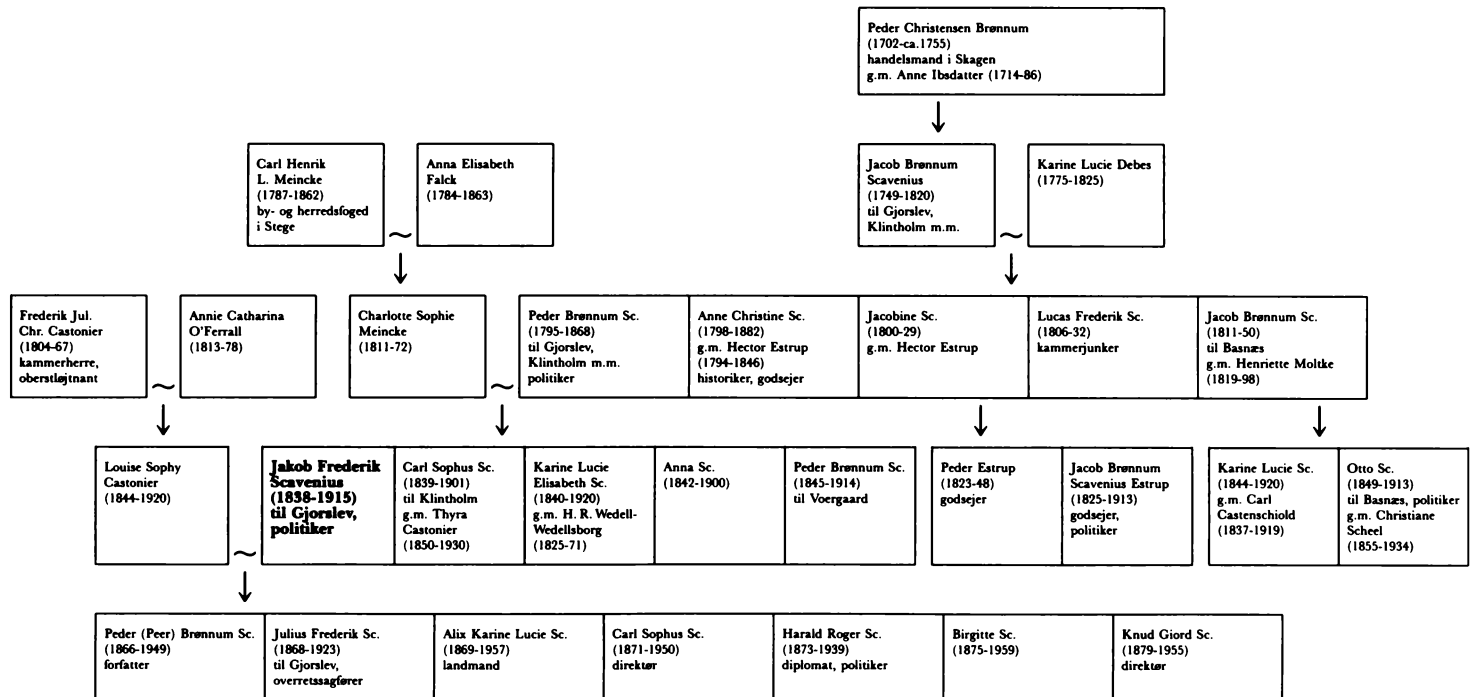 Peder Christensen Brønnum
(1702-ca.1755)
handelsmand i Skagen
g.m. Anne Ibsdatter (1714-86)
Carl Henrik
L. Meincke
(1787-1862)
by- og herredsfoged
i Stege
Anna Elisabeth
Falck
(1784-1863)
Jacob Brønnum
Scavenius
(1749-1820)
til Gjorslev,
Klintholm m.m.
Karine Lucie Debes
(1775-1825)
~
~
Frederik Jul.
Chr. Castonier
(1804-67)
kammerherre,
oberstløjtnant
Annie Catharina
O'Ferrall
(1813-78)
Charlotte Sophie
Meincke
(1811-72)
Peder Brønnum Sc.
(1795-1868)
til Gjorslev,
Klintholm m.m.
politiker
Anne Christine Sc.
(1798-1882)
g.m. Hector Estrup
(1794-1846)
historiker, godsejer
Jacobine Sc.
(1800-29)
g.m. Hector Estrup
Lucas Frederik Sc.
(1806-32)
kammerjunker
Jacob Brønnum Sc.
(1811-50)
til Basnæs
g.m. Henriette Moltke
(1819-98)
~
~
Louise Sophy
Castonier
(1844-1920)
Jakob Frederik
Scavenius
(1838-1915)
til Gjorslev,
politiker
Carl Sophus Sc.
(1839-1901)
til Klintholm
g.m. Thyra
Castonier
(1850-1930)
Karine Lucie
Elisabeth Sc.
(1840-1920)
g.m. H. R. Wedell-
Wedellsborg
(1825-71)
Anna Sc.
(1842-1900)
Peder Brønnum Sc.
(1845-1914)
til Voergaard
Peder Estrup
(1823-48)
godsejer
Jacob Brønnum
Scavenius Estrup
(1825-1913)
godsejer,
politiker
Karine Lucie Sc.
(1844-1920)
g.m. Carl
Castenschiold
(1837-1919)
Otto Sc.
(1849-1913)
til Basnæs, politiker
g.m. Christiane
Scheel
(1855-1934)
~
Peder (Peer) Brønnum Sc.
(1866-1949)
forfatter
Julius Frederik Sc.
(1868-1923)
til Gjorslev,
overretssagfører
Alix Karine Lucie Sc.
(1869-1957)
landmand
Carl Sophus Sc.
(1871-1950)
direktør
Harald Roger Sc.
(1873-1939)
diplomat, politiker
Birgitte Sc.
(1875-1959)
Knud Giord Sc.
(1879-1955)
direktør